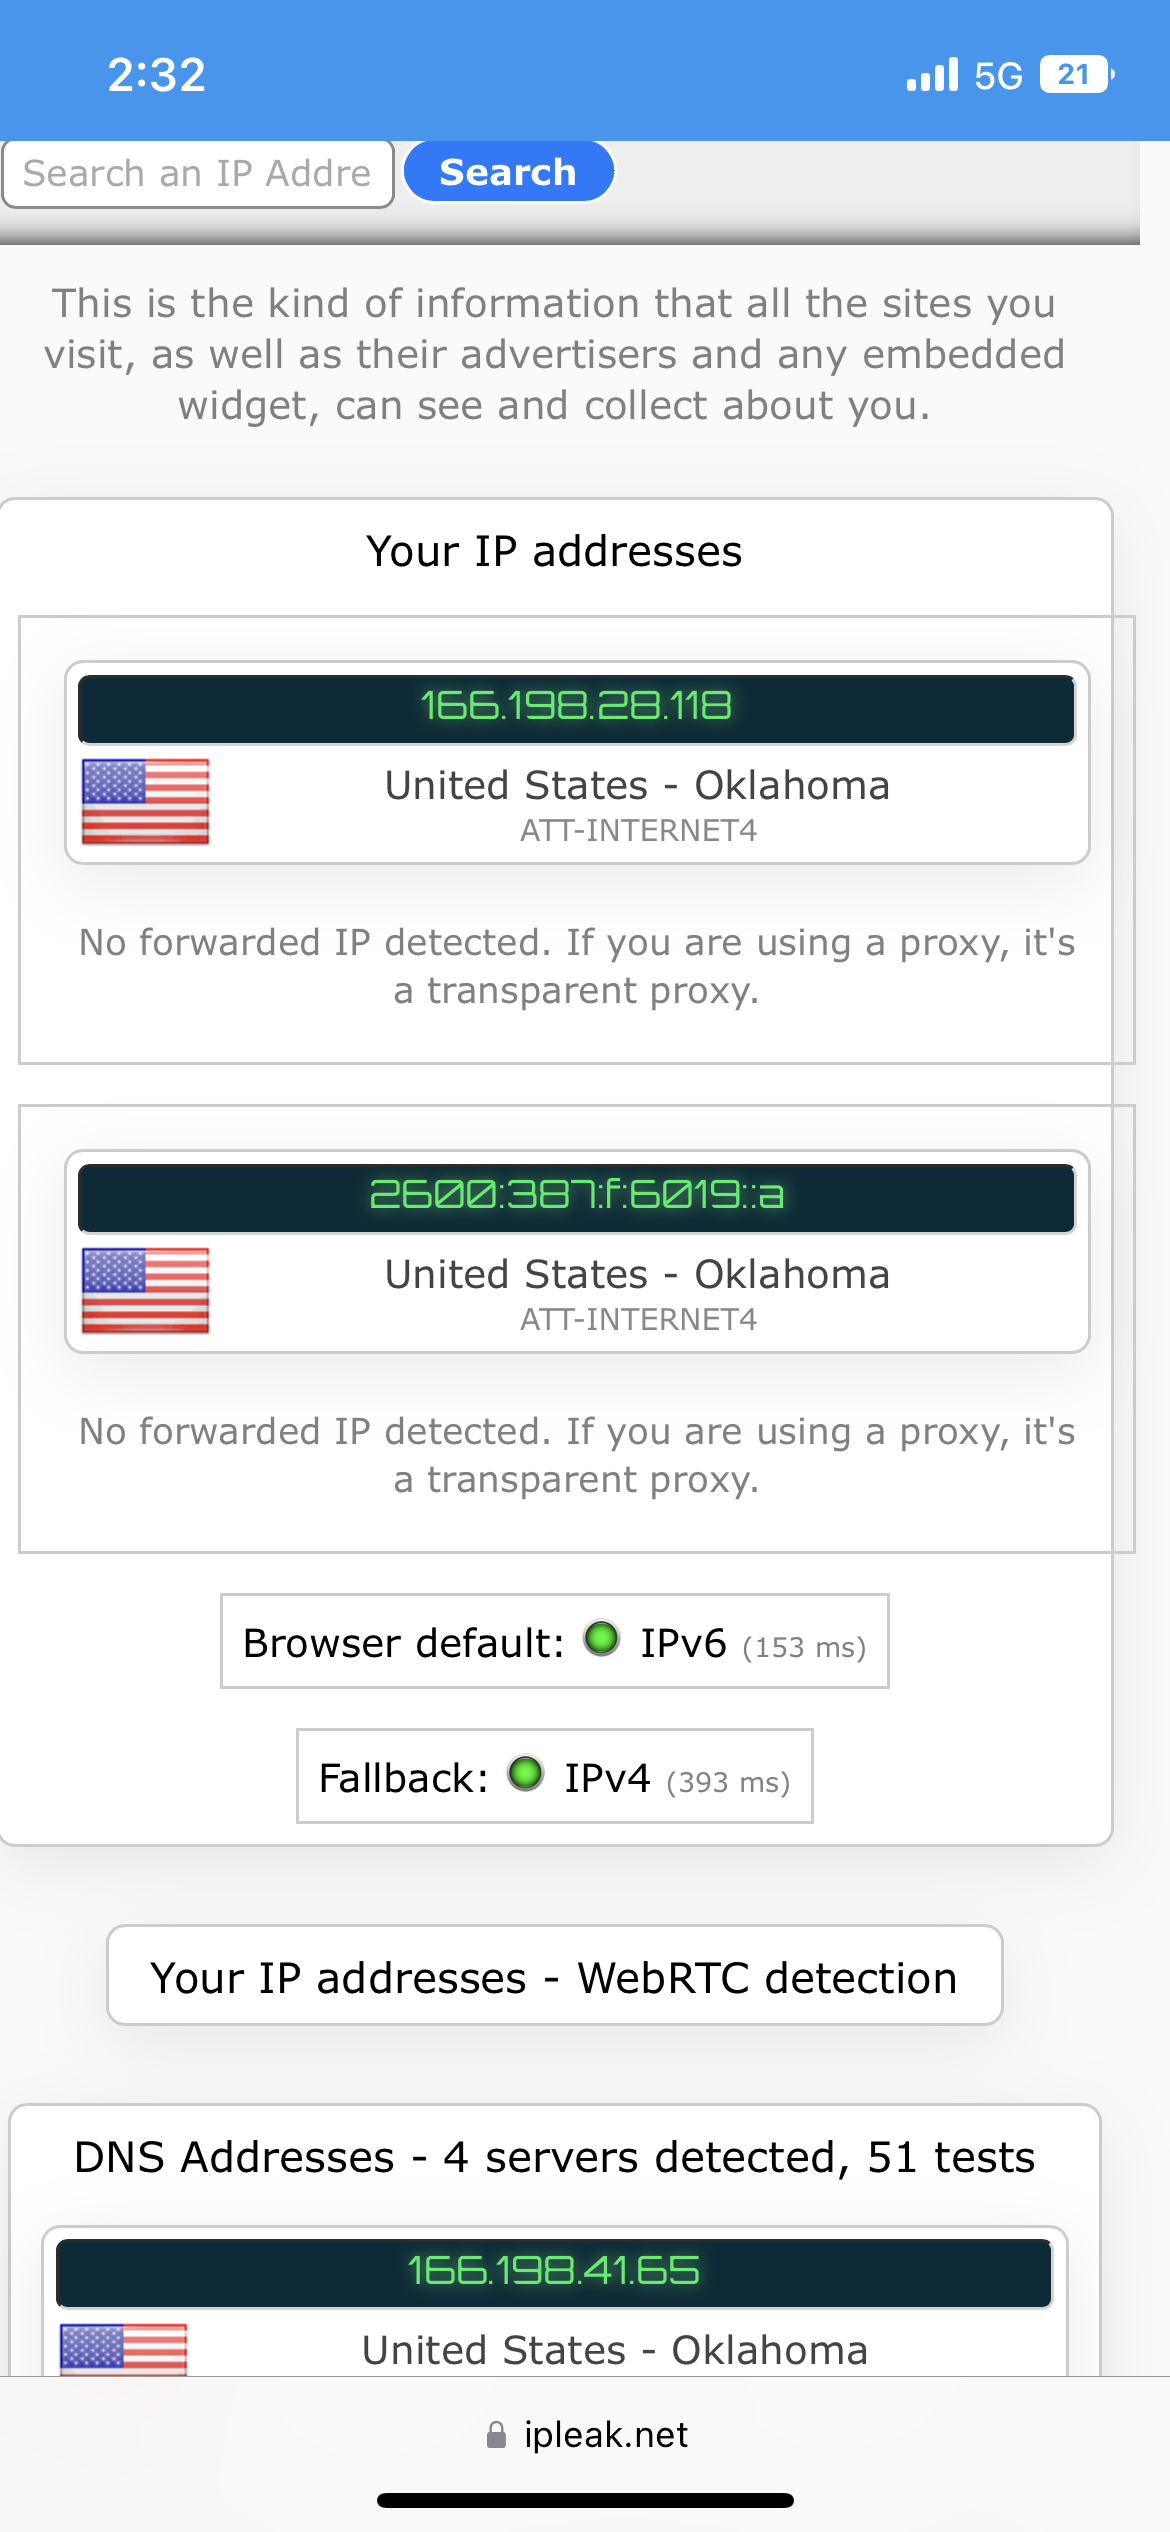 2:32
5G
21
Search an IP Addre
Search
This is the kind of information that all the sites you
visit, as well as their advertisers and any embedded
widget, can see and collect about you.
Your IP addresses
166.198.28.118
United States - Oklahoma
ATT-INTERNET4
No forwarded IP detected. If you are using a proxy, it's
a transparent proxy.
2600:387:f:6019::a
United States - Oklahoma
ATT-INTERNET4
No forwarded IP detected. If you are using a proxy, it's
a transparent proxy.
Browser default: IPv6 (153 ms)
Fallback: IPv4 (393 ms)
Your IP addresses - WebRTC detection
DNS Addresses - 4 servers detected, 51 tests
166.198.41.65
United States - Oklahoma
ipleak.net